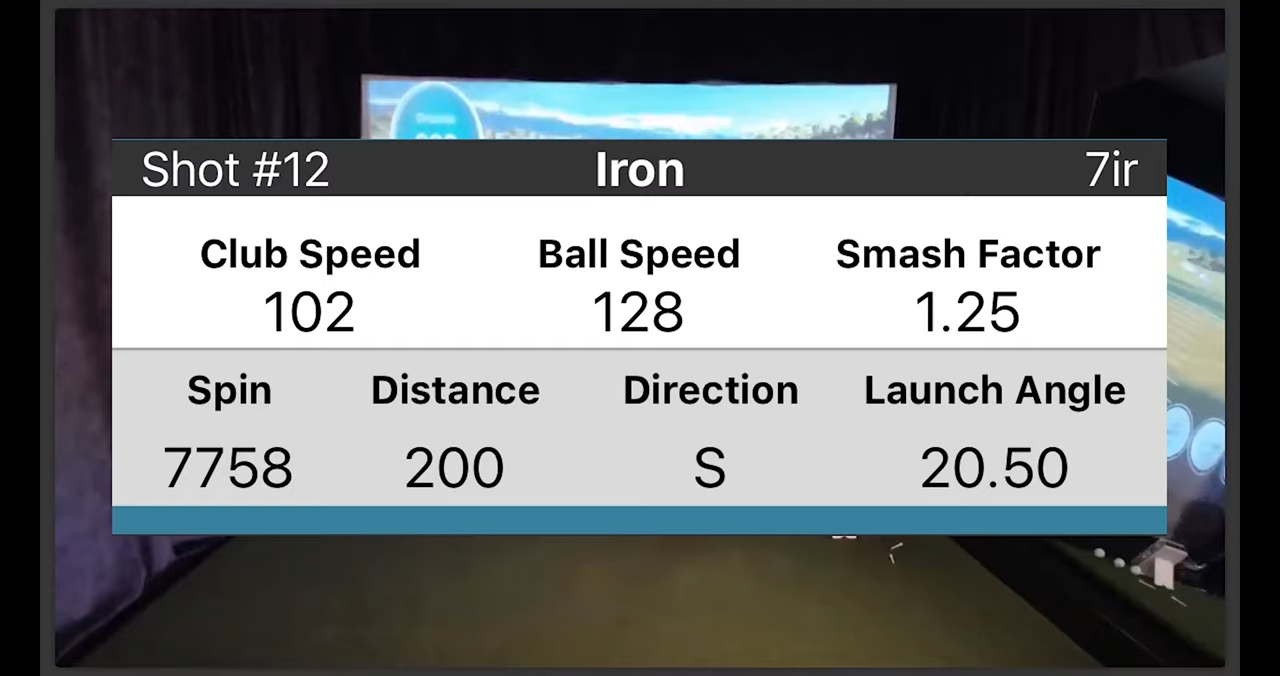 Shot #12 Iron 7ir
Club Speed Ball Speed Smash Factor
102 128 1.25
Spin Distance Direction Launch Angle
7758 200 S 20.50